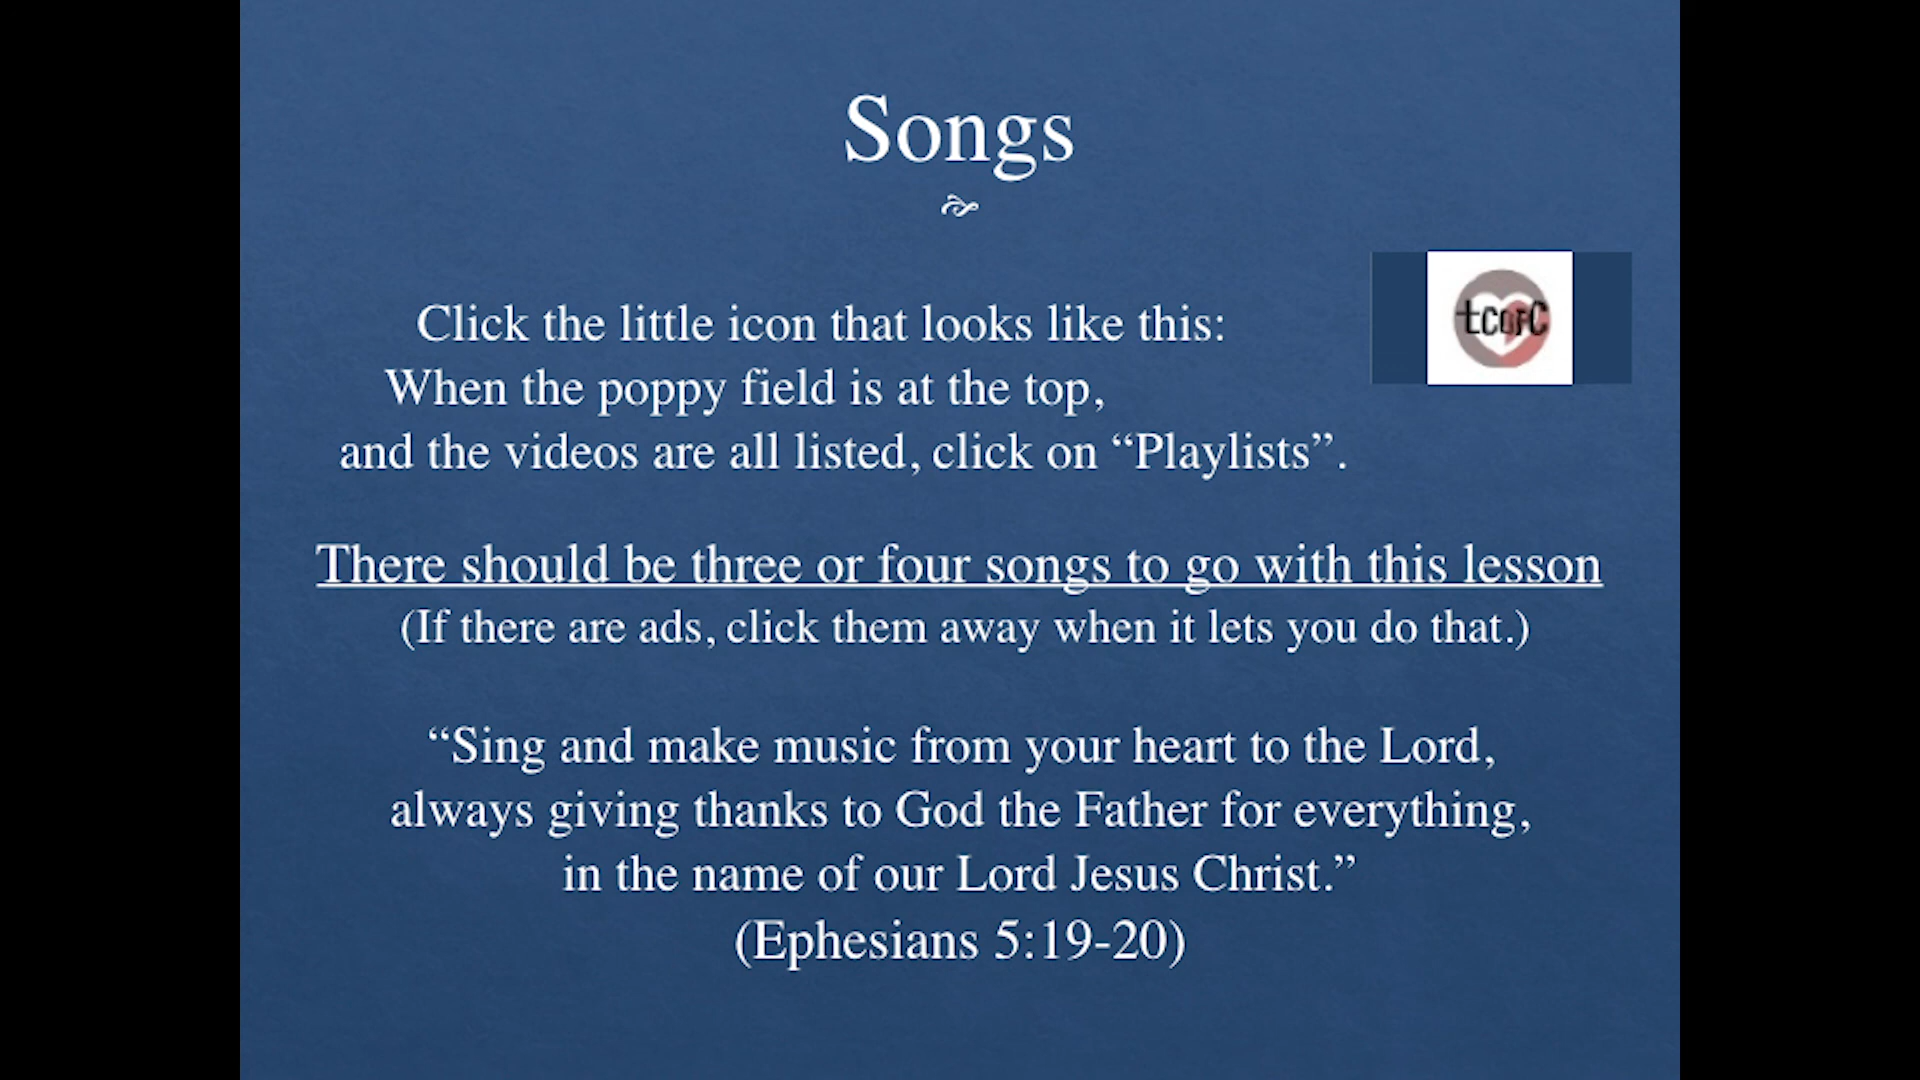 Songs
Click the little icon that looks like this:
tcofC
When the poppy field is at the top,
and the videos are all listed, click on “Playlists”.
There should be three or four songs to go with this lesson
(If there are ads, click them away when it lets you do that.)
“Sing and make music from your heart to the Lord,
always giving thanks to God the Father for everything,
in the name of our Lord Jesus Christ.”
(Ephesians 5:19-20)